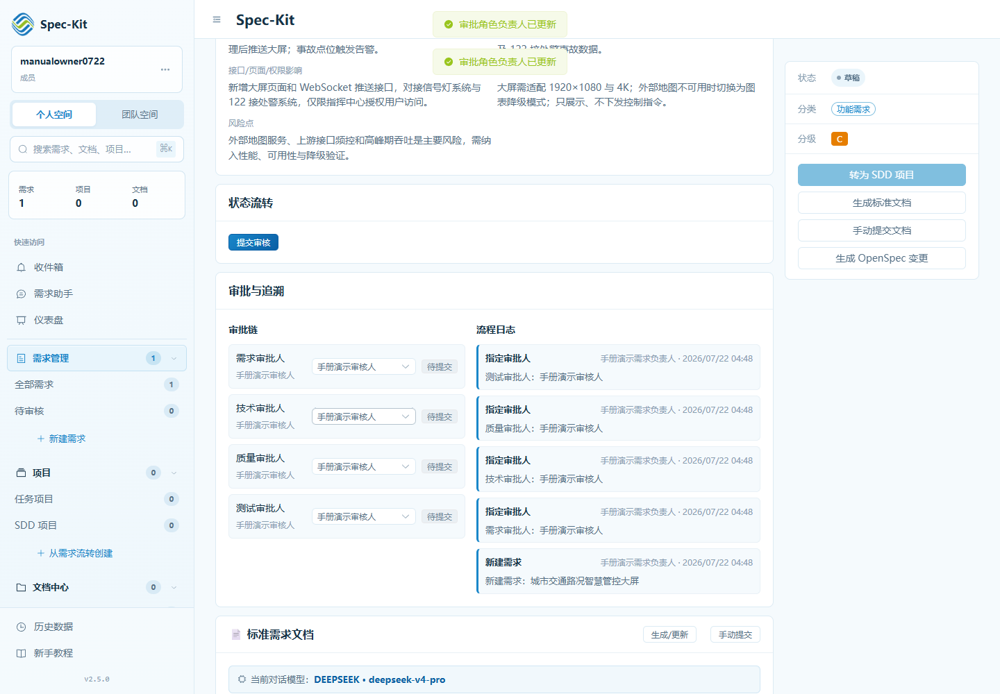 Spec-Kit
manualowner0722
成员
个人空间
团队空间
搜索需求、文档、项目...
⌘K
需求
项目
文档
1
0
0
快速访问
收件箱
需求助手
仪表盘
需求管理
1
全部需求
1
待审核
0
新建需求
项目
0
任务项目
0
SDD 项目
0
从需求流转创建
文档中心
0
历史数据
新手教程
v2.5.0
Spec-Kit
审批角色负责人已更新
审批角色负责人已更新
理后推送大屏；事故点位触发告警。
及 122 接处警事故数据。
接口/页面/权限影响
新增大屏页面和 WebSocket 推送接口，对接信号灯系统与
122 接处警系统，仅限指挥中心授权用户访问。
大屏需适配 1920×1080 与 4K；外部地图不可用时切换为图
表降级模式；只展示、不下发控制指令。
风险点
外部地图服务、上游接口频控和高峰期吞吐是主要风险，需纳
入性能、可用性与降级验证。
状态流转
提交审核
审批与追溯
审批链
需求审批人
手册演示审核人
手册演示审核人
待提交
技术审批人
手册演示审核人
手册演示审核人
待提交
质量审批人
手册演示审核人
手册演示审核人
待提交
测试审批人
手册演示审核人
手册演示审核人
待提交
流程日志
指定审批人
手册演示需求负责人 · 2026/07/22 04:48
测试审批人：手册演示审核人
指定审批人
手册演示需求负责人 · 2026/07/22 04:48
质量审批人：手册演示审核人
指定审批人
手册演示需求负责人 · 2026/07/22 04:48
技术审批人：手册演示审核人
指定审批人
手册演示需求负责人 · 2026/07/22 04:48
需求审批人：手册演示审核人
新建需求
手册演示需求负责人 · 2026/07/22 04:48
新建需求：城市交通路况智慧管控大屏
标准需求文档
生成/更新
手动提交
当前对话模型：DEEPSEEK • deepseek-v4-pro
状态
草稿
分类
功能需求
分级
C
转为 SDD 项目
生成标准文档
手动提交文档
生成 OpenSpec 变更